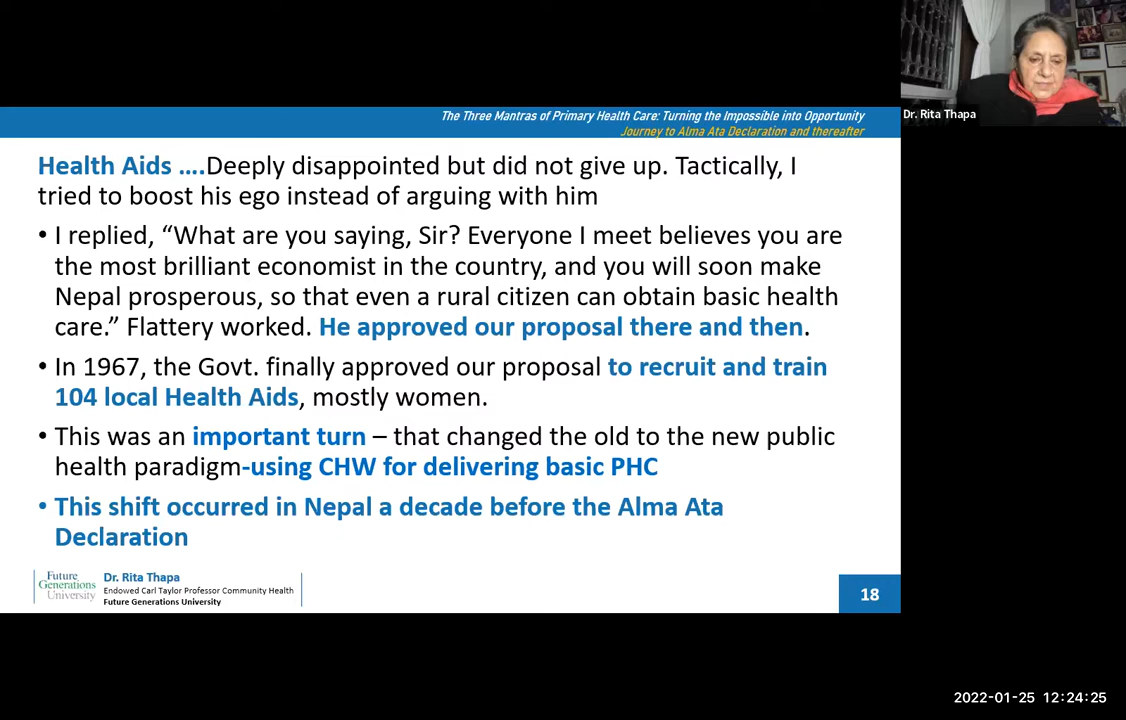 Dr. Rita Thapa
The Three Mantras of Primary Health Care: Turning the Impossible into Opportunity
Journey to Alma Ata Declaration and thereafter
Health Aids ....Deeply disappointed but did not give up. Tactically, I
tried to boost his ego instead of arguing with him
• I replied, “What are you saying, Sir? Everyone I meet believes you are
the most brilliant economist in the country, and you will soon make
Nepal prosperous, so that even a rural citizen can obtain basic health
care.” Flattery worked. He approved our proposal there and then.
• In 1967, the Govt. finally approved our proposal to recruit and train
104 local Health Aids, mostly women.
• This was an important turn – that changed the old to the new public
health paradigm-using CHW for delivering basic PHC
• This shift occurred in Nepal a decade before the Alma Ata
Declaration
Future
Generations
University
Dr. Rita Thapa
Endowed Carl Taylor Professor Community Health
Future Generations University
18
2022-01-25 12:24:25